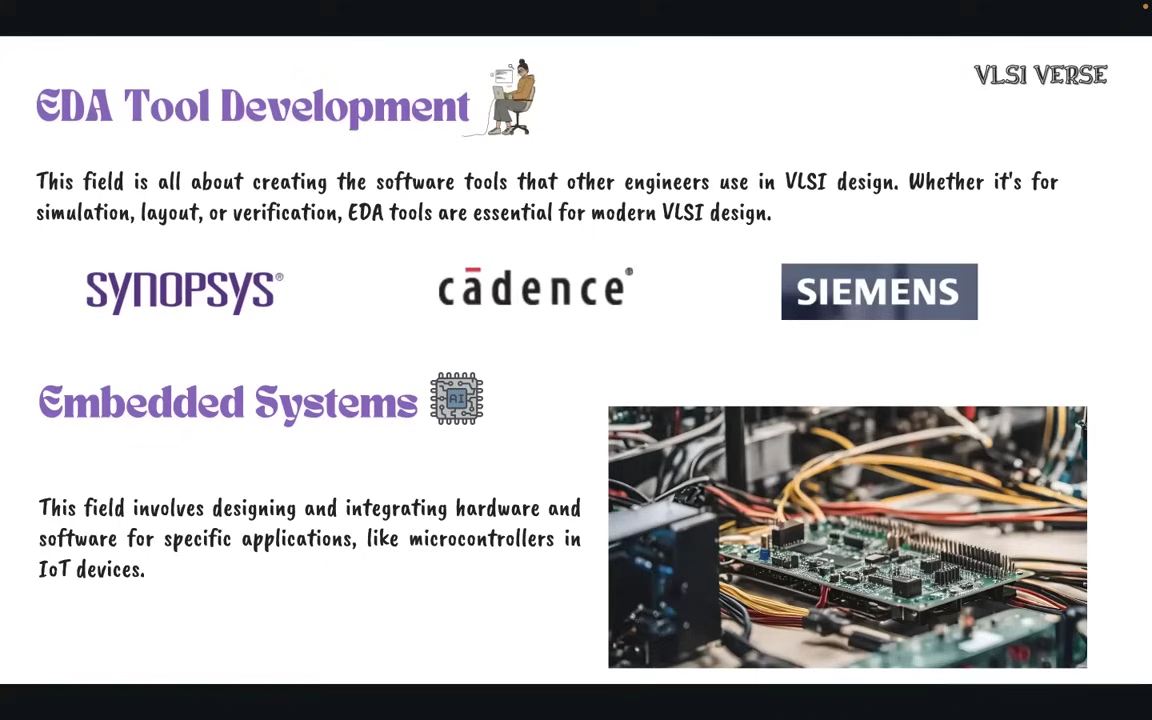 VLSI VERSE
EDA Tool Development
This field is all about creating the software tools that other engineers use in VLSI design. Whether it's for
simulation, layout, or verification, EDA tools are essential for modern VLSI design.
SYNOPSYS®
cādence®
SIEMENS
Embedded Systems
AI
This field involves designing and integrating hardware and
software for specific applications, like microcontrollers in
IoT devices.